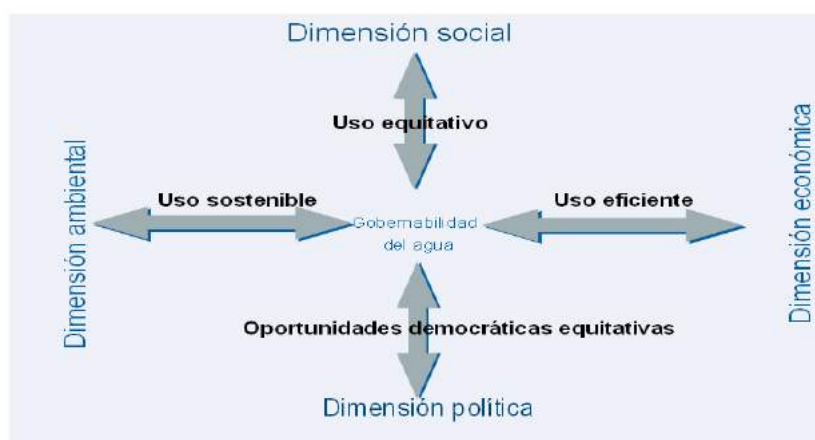 Dimensión social
Uso equitativo
Dimensión ambiental
Uso sostenible
Gobernabilidad
del agua
Uso eficiente
Dimensión económica
Oportunidades democráticas equitativas
Dimensión política